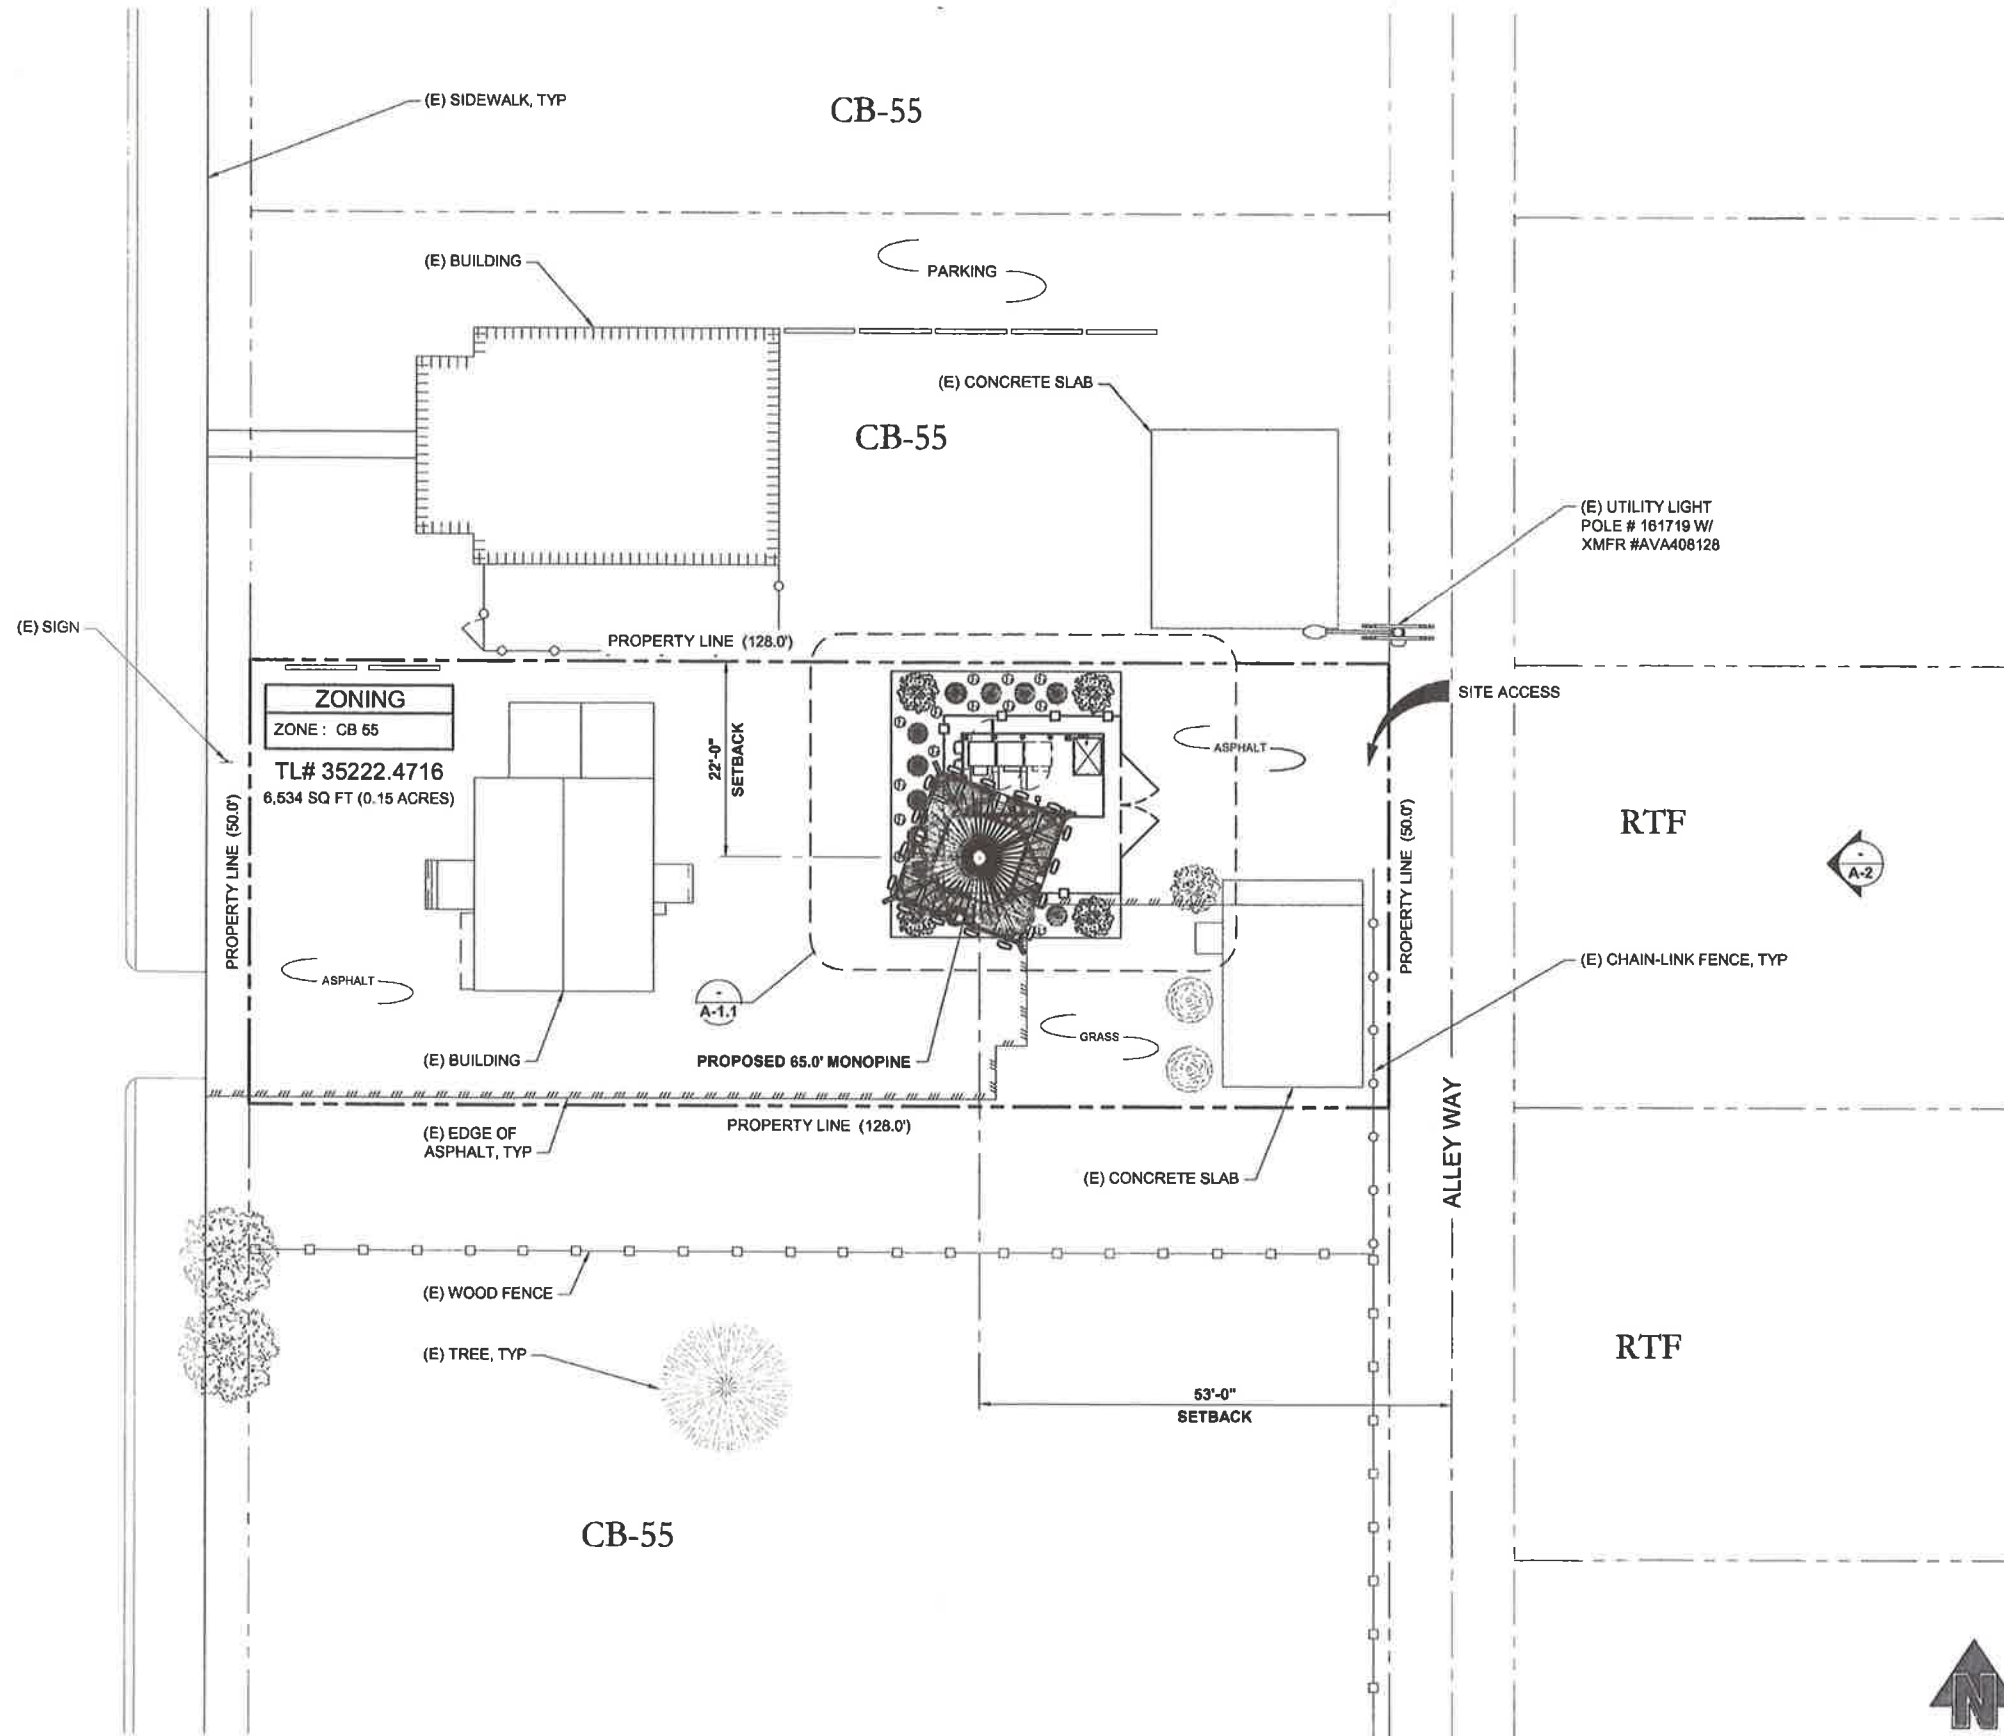 (E) SIDEWALK, TYP
CB-55
(E) BUILDING
PARKING
(E) CONCRETE SLAB
CB-55
(E) UTILITY LIGHT
POLE # 161719 W/
XMFR #AVA408128
(E) SIGN
PROPERTY LINE (128.0')
SITE ACCESS
ZONING
ZONE : CB 55
TL# 35222.4716
6,534 SQ FT (0.15 ACRES)
22'-0"
SETBACK
ASPHALT
PROPERTY LINE (50.0')
PROPERTY LINE (50.0')
RTF
-
A-2
ASPHALT
-
A-1.1
(E) CHAIN-LINK FENCE, TYP
GRASS
(E) BUILDING
PROPOSED 65.0' MONOPINE
PROPERTY LINE (128.0')
(E) EDGE OF
ASPHALT, TYP
(E) CONCRETE SLAB
ALLEY WAY
(E) WOOD FENCE
(E) TREE, TYP
RTF
53'-0"
SETBACK
CB-55
N